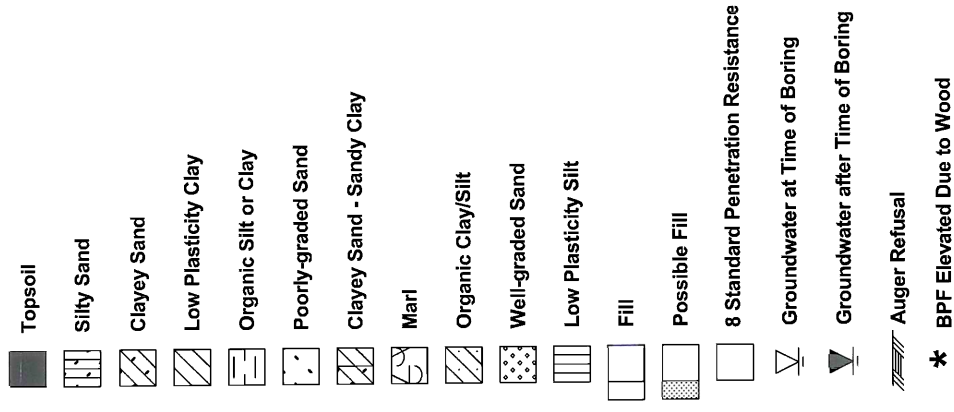 Topsoil
Silty Sand
Clayey Sand
Low Plasticity Clay
Organic Silt or Clay
Poorly-graded Sand
Clayey Sand - Sandy Clay
Marl
Organic Clay/Silt
Well-graded Sand
Low Plasticity Silt
Fill
Possible Fill
8 Standard Penetration Resistance
Groundwater at Time of Boring
Groundwater after Time of Boring
Auger Refusal
* BPF Elevated Due to Wood